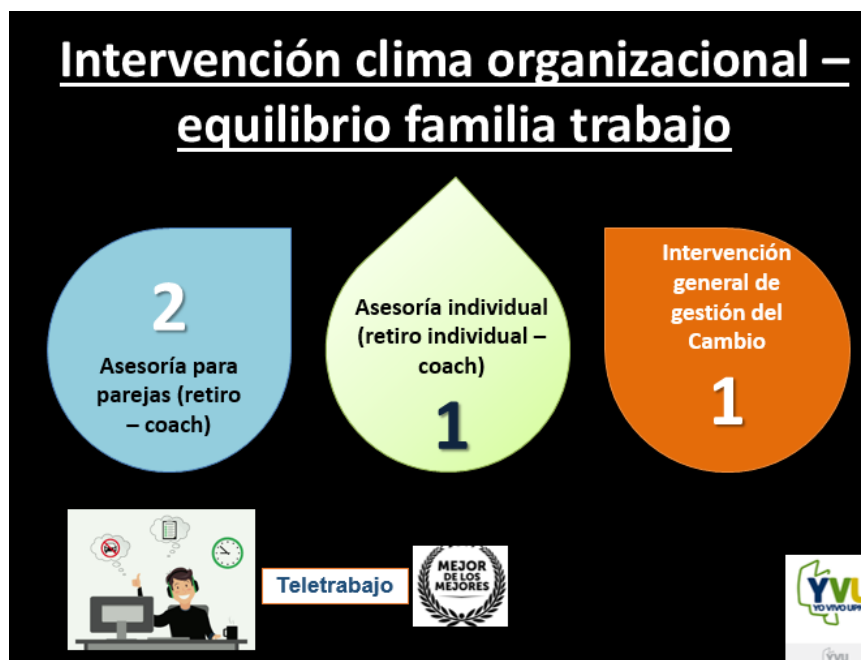 Intervención clima organizacional –
equilibrio familia trabajo
2
Asesoría para
parejas (retiro
– coach)
Asesoría individual
(retiro individual –
coach)
1
Intervención
general de
gestión del
Cambio
1
Teletrabajo
MEJOR
DE LOS
MEJORES
YVU
YO VIVO
YVU